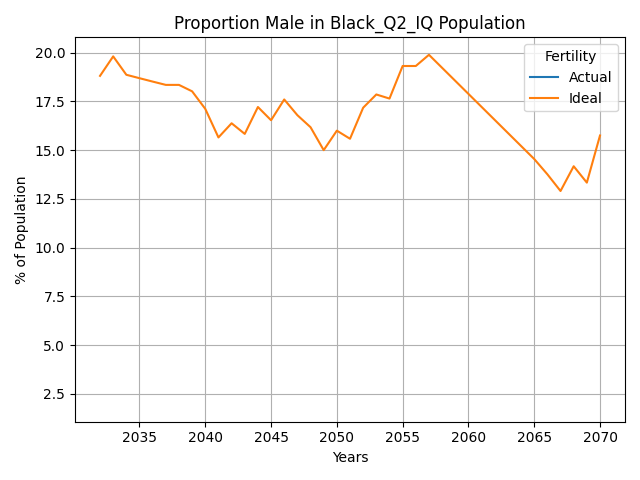 Proportion Male in Black_Q2_IQ Population
20.0
17.5
15.0
12.5
10.0
7.5
5.0
2.5
% of Population
Fertility
Actual
Ideal
2035 2040 2045 2050 2055 2060 2065 2070
Years